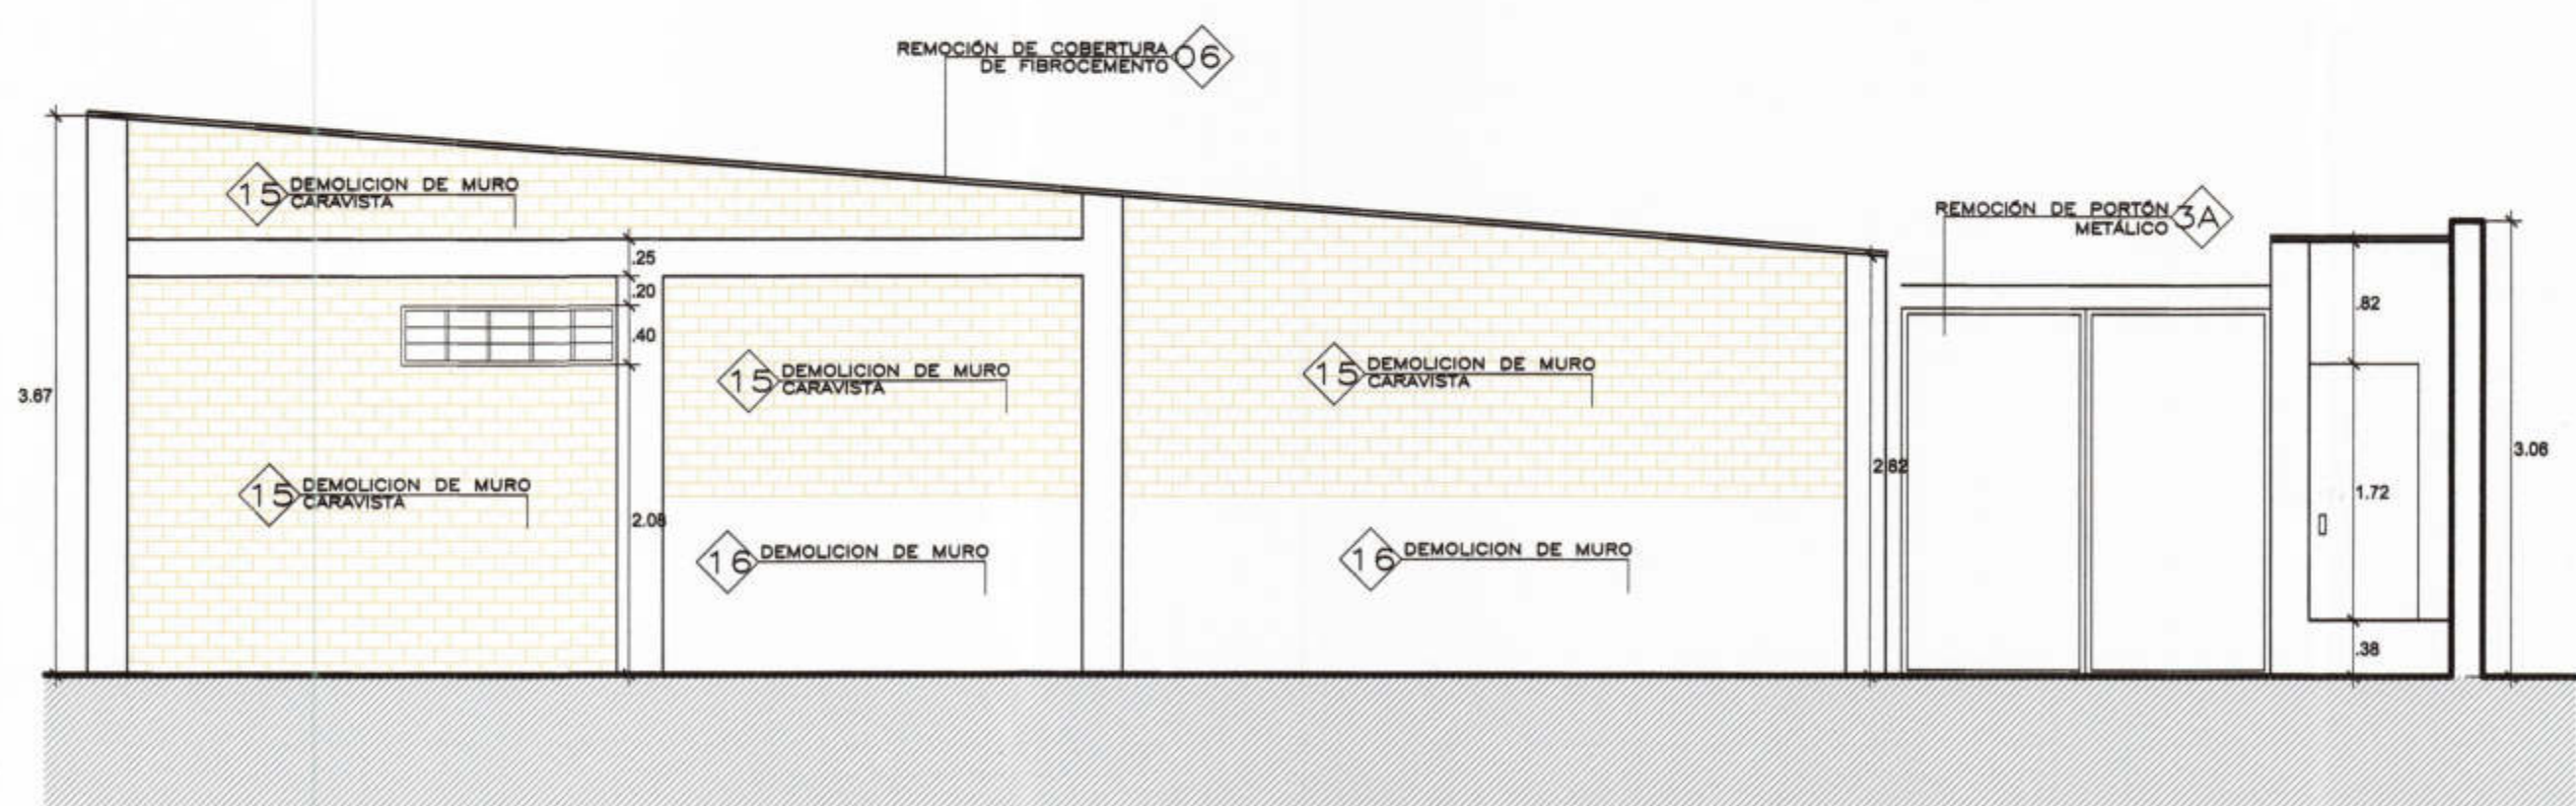 REMOCIÓN DE COBERTURA
DE FIBROCEMENTO
06
15
DEMOLICION DE MURO
CARAVISTA
REMOCIÓN DE PORTÓN
METÁLICO
3A
.25
.20
.40
.82
15
DEMOLICION DE MURO
CARAVISTA
15
DEMOLICION DE MURO
CARAVISTA
3.67
3.06
2.82
15
DEMOLICION DE MURO
CARAVISTA
1.72
2.08
16
DEMOLICION DE MURO
16
DEMOLICION DE MURO
.38